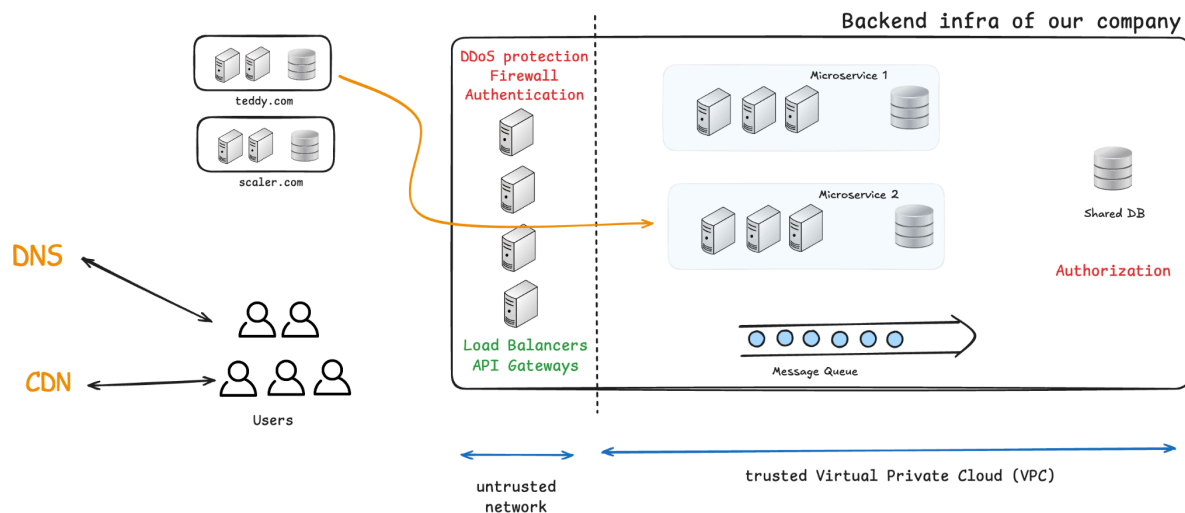 Backend infra of our company
DDoS protection
Firewall
Authentication
teddy.com
scaler.com
Microservice 1
Microservice 2
Shared DB
Authorization
DNS
CDN
Users
Load Balancers
API Gateways
Message Queue
untrusted
network
trusted Virtual Private Cloud (VPC)